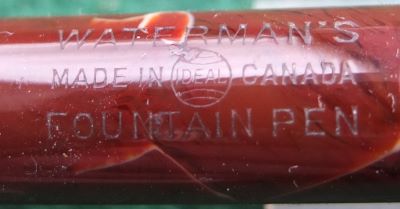 WATERMAN'S
MADE IN IDEAL CANADA
FOUNTAIN PEN